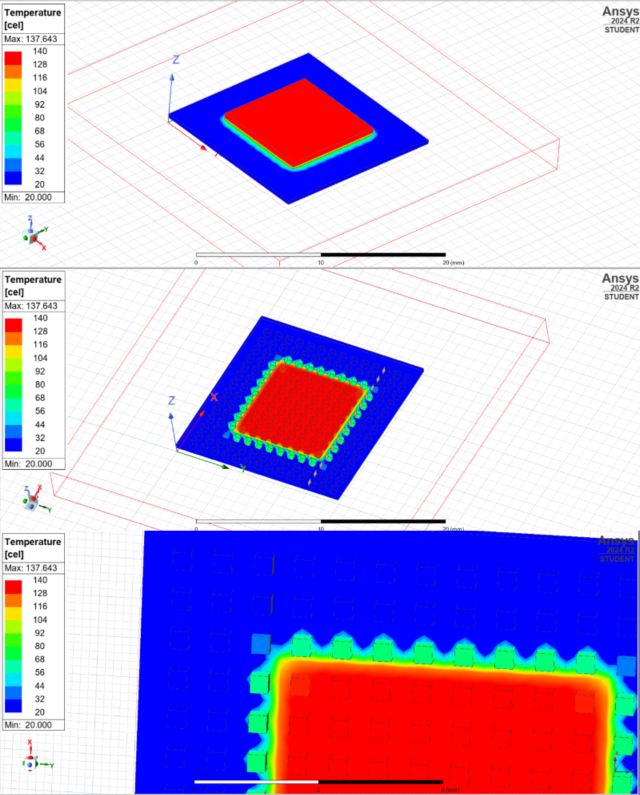 Temperature
[cel]
Max: 137.643
140
128
116
104
92
80
68
56
44
32
20
Min: 20.000
Z
Z
Y
X
Ansys
2024 R2
STUDENT
0
10
20 (mm)
Temperature
[cel]
Max: 137.643
140
128
116
104
92
80
68
56
44
32
20
Min: 20.000
Z
X
Y
Z
X
Y
Ansys
2024 R2
STUDENT
0
10
20 (mm)
Temperature
[cel]
Max: 137.643
140
128
116
104
92
80
68
56
44
32
20
Min: 20.000
X
Y
Ansys
2024 R2
STUDENT